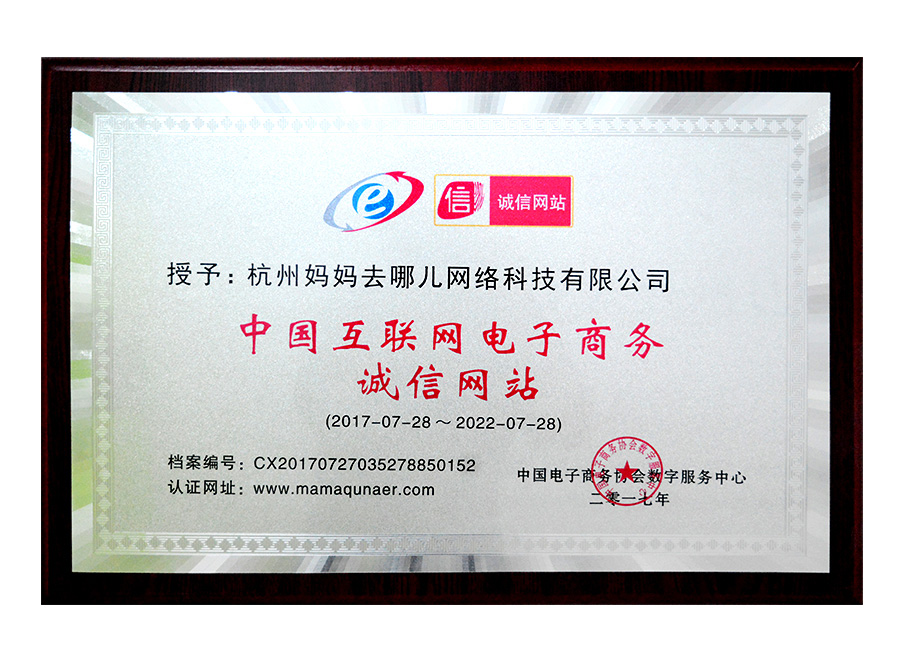 e 信 诚信网站
授予：杭州妈妈去哪儿网络科技有限公司
中国互联网电子商务
诚信网站
(2017-07-28～2022-07-28)
档案编号：CX20170727035278850152
认证网址：www.mamaqunaer.com
中国电子商务协会数字服务中心
二零一七年